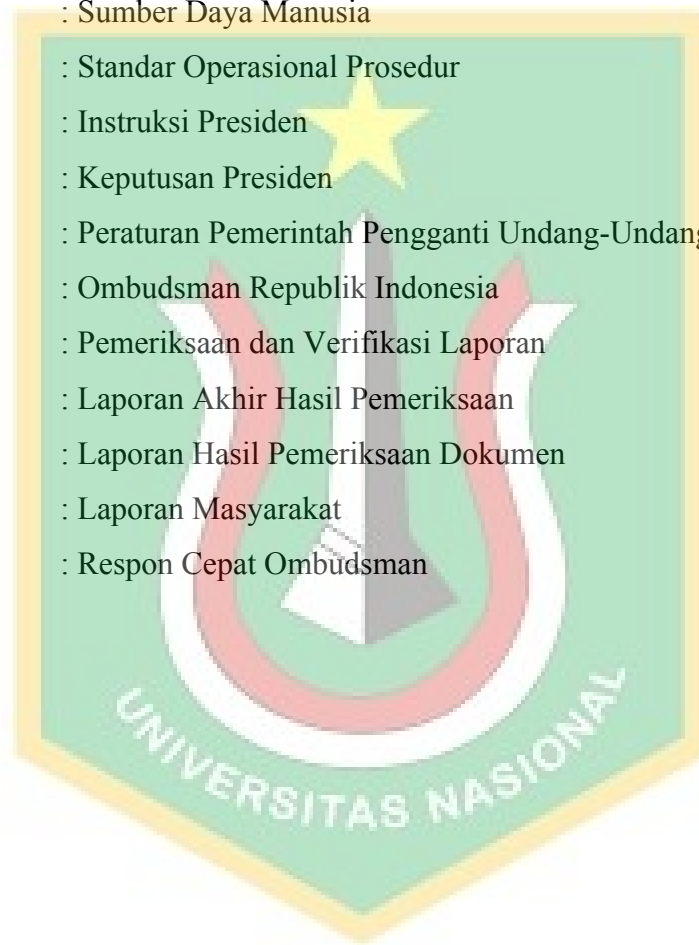 : Sumber Daya Manusia
: Standar Operasional Prosedur
: Instruksi Presiden
: Keputusan Presiden
: Peraturan Pemerintah Pengganti Undang-Undang
: Ombudsman Republik Indonesia
: Pemeriksaan dan Verifikasi Laporan
: Laporan Akhir Hasil Pemeriksaan
: Laporan Hasil Pemeriksaan Dokumen
: Laporan Masyarakat
: Respon Cepat Ombudsman
UNIVERSITAS NASIONAL